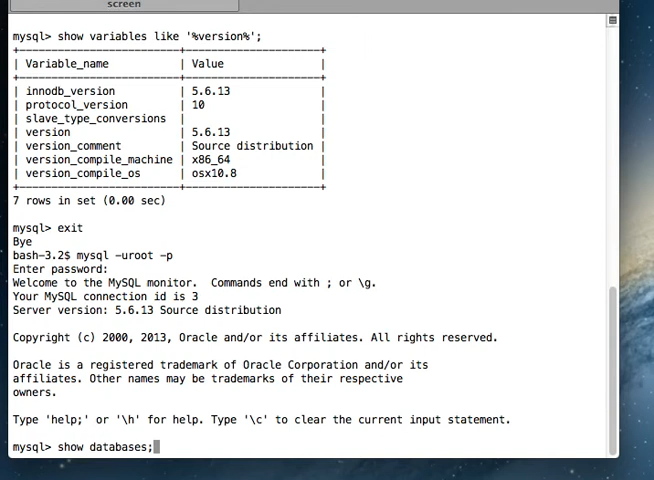 screen
mysql> show variables like '%version%';
+-------------------------+---------------------+
| Variable_name | Value |
+-------------------------+---------------------+
| innodb_version | 5.6.13 |
| protocol_version | 10 |
| slave_type_conversions | |
| version | 5.6.13 |
| version_comment | Source distribution |
| version_compile_machine | x86_64 |
| version_compile_os | osx10.8 |
+-------------------------+---------------------+
7 rows in set (0.00 sec)
mysql> exit
Bye
bash-3.2$ mysql -uroot -p
Enter password:
Welcome to the MySQL monitor.  Commands end with ; or \g.
Your MySQL connection id is 3
Server version: 5.6.13 Source distribution
Copyright (c) 2000, 2013, Oracle and/or its affiliates. All rights reserved.
Oracle is a registered trademark of Oracle Corporation and/or its
affiliates. Other names may be trademarks of their respective
owners.
Type 'help;' or '\h' for help. Type '\c' to clear the current input statement.
mysql> show databases;